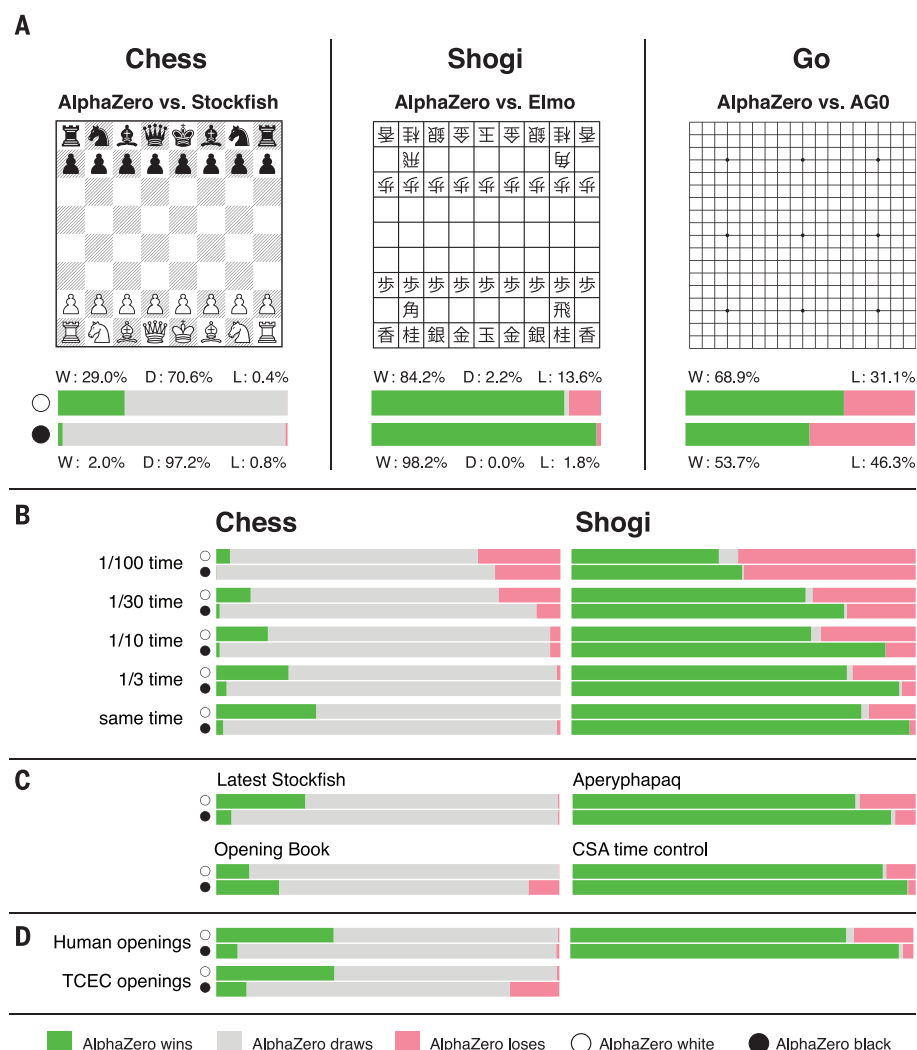 A
Chess Shogi Go
AlphaZero vs. Stockfish AlphaZero vs. Elmo AlphaZero vs. AG0
香 桂 銀 金 玉 金 銀 桂 香
飛 角
歩 歩 歩 歩 歩 歩 歩 歩 歩
歩 歩 歩 歩 歩 歩 歩 歩 歩
角 飛
香 桂 銀 金 玉 金 銀 桂 香
W: 29.0% D: 70.6% L: 0.4% W: 84.2% D: 2.2% L: 13.6% W: 68.9% L: 31.1%
W: 2.0% D: 97.2% L: 0.8% W: 98.2% D: 0.0% L: 1.8% W: 53.7% L: 46.3%
B
Chess Shogi
1/100 time
1/30 time
1/10 time
1/3 time
same time
C
Latest Stockfish Aperyphapaq
Opening Book CSA time control
D
Human openings
TCEC openings
AlphaZero wins AlphaZero draws AlphaZero loses AlphaZero white AlphaZero black